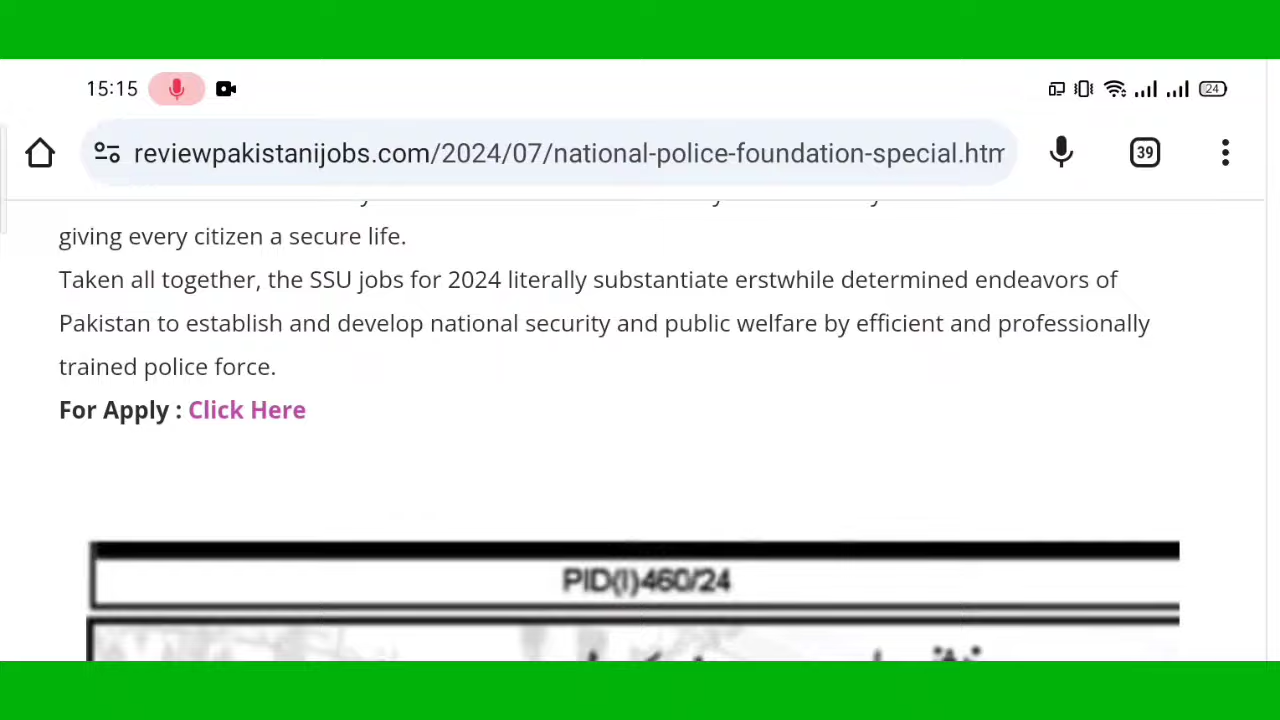 15:15
24
reviewpakistanijobs.com/2024/07/national-police-foundation-special.htm
39
giving every citizen a secure life.
Taken all together, the SSU jobs for 2024 literally substantiate erstwhile determined endeavors of
Pakistan to establish and develop national security and public welfare by efficient and professionally
trained police force.
For Apply : Click Here
PID(I)460/24